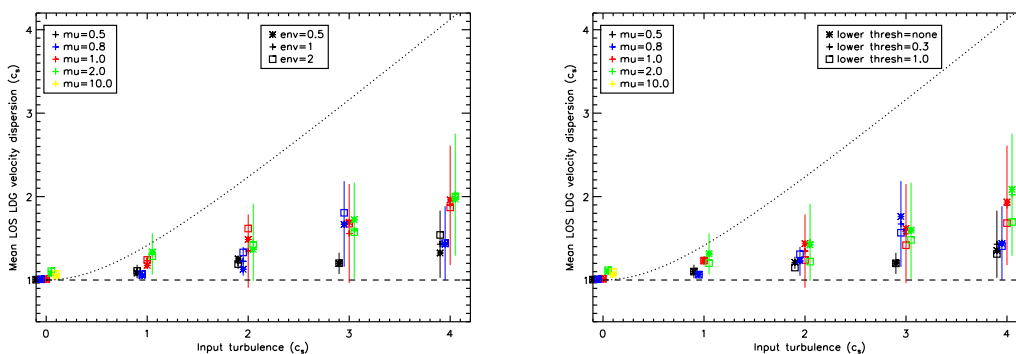 mu=0.5
mu=0.8
mu=1.0
mu=2.0
mu=10.0
env=0.5
env=1
env=2
Mean LOS LDG velocity dispersion (cs)
4
3
2
1
0 1 2 3 4
Input turbulence (cs)
mu=0.5
mu=0.8
mu=1.0
mu=2.0
mu=10.0
lower thresh=none
lower thresh=0.3
lower thresh=1.0
Mean LOS LDG velocity dispersion (cs)
4
3
2
1
0 1 2 3 4
Input turbulence (cs)